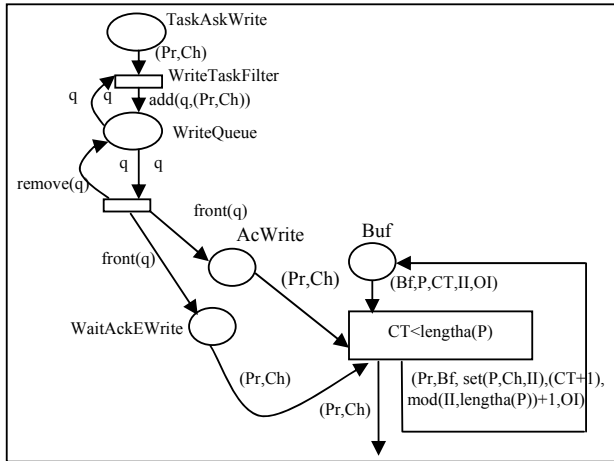 TaskAskWrite
(Pr,Ch)
WriteTaskFilter
q
q
add(q,(Pr,Ch))
WriteQueue
q
q
remove(q)
front(q)
AcWrite
Buf
front(q)
(Pr,Ch)
(Bf,P,CT,II,OI)
WaitAckEWrite
CT<lengtha(P)
(Pr,Ch)
(Pr,Ch)
(Pr,Bf, set(P,Ch,II),(CT+1),
mod(II,lengtha(P))+1,OI)